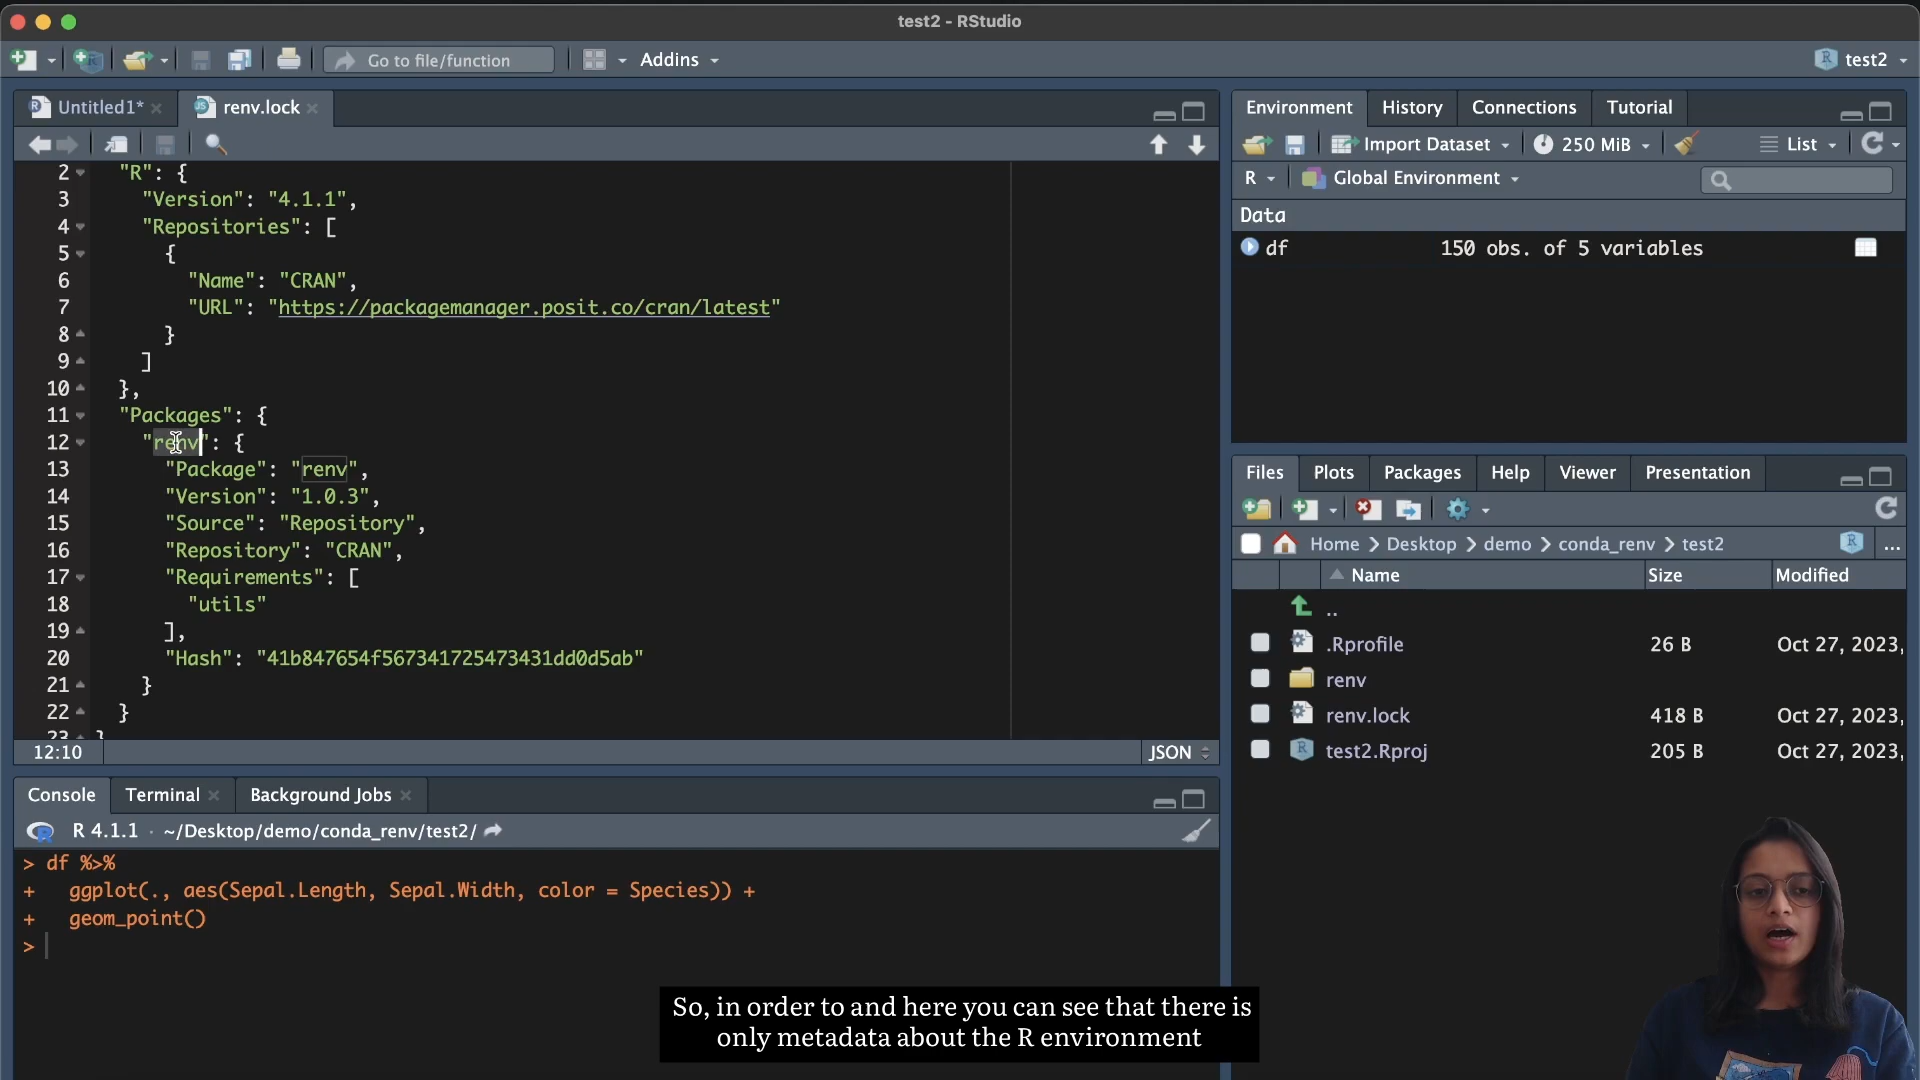 test2 - RStudio
Go to file/function
Addins
test2
Untitled1*
renv.lock
2 "R": {
3 "Version": "4.1.1",
4 "Repositories": [
5 {
6 "Name": "CRAN",
7 "URL": "https://packagemanager.posit.co/cran/latest"
8 }
9 ]
10 },
11 "Packages": {
12 "renv": {
13 "Package": "renv",
14 "Version": "1.0.3",
15 "Source": "Repository",
16 "Repository": "CRAN",
17 "Requirements": [
18 "utils"
19 ],
20 "Hash": "41b847654f567341725473431dd0d5ab"
21 }
22 }
23 }
12:10
JSON
Console Terminal Background Jobs
R 4.1.1 · ~/Desktop/demo/conda_renv/test2/
> df %>%
+ ggplot(., aes(Sepal.Length, Sepal.Width, color = Species)) +
+ geom_point()
>
Environment History Connections Tutorial
Import Dataset 250 MiB List
R Global Environment
Data
df 150 obs. of 5 variables
Files Plots Packages Help Viewer Presentation
Home > Desktop > demo > conda_renv > test2 ...
Name Size Modified
..
.Rprofile 26 B Oct 27, 2023,
renv
renv.lock 418 B Oct 27, 2023,
test2.Rproj 205 B Oct 27, 2023,
So, in order to and here you can see that there is
only metadata about the R environment